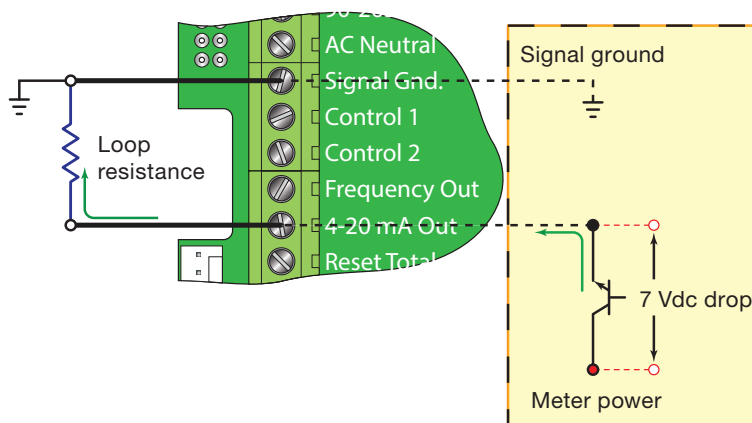 AC Neutral
Signal Gnd.
Control 1
Control 2
Frequency Out
4-20 mA Out
Reset Total
Loop
resistance
Signal ground
7 Vdc drop
Meter power